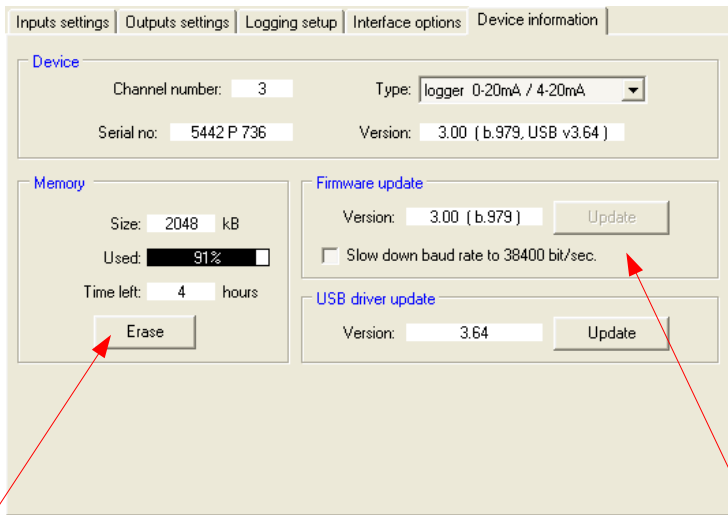 Inputs settings Outputs settings Logging setup Interface options Device information
Device
Channel number: 3 Type: logger 0-20mA / 4-20mA
Serial no: 5442 P 736 Version: 3.00 ( b.979, USB v3.64 )
Memory
Size: 2048 kB
Used: 91%
Time left: 4 hours
Erase
Firmware update
Version: 3.00 ( b.979 ) Update
Slow down baud rate to 38400 bit/sec.
USB driver update
Version: 3.64 Update